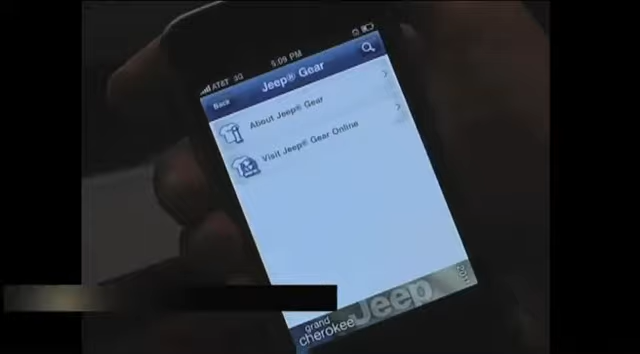 AT&T 3G 5:09 PM
Back Jeep® Gear
About Jeep® Gear
Visit Jeep® Gear Online
grand
cherokee
Jeep